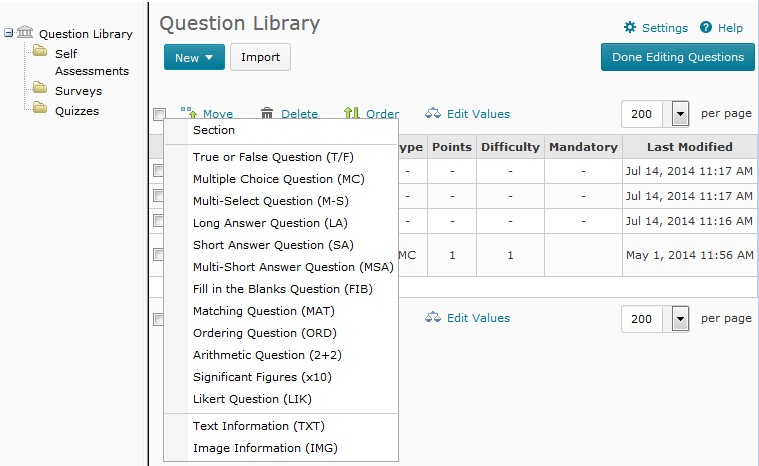 Question Library
Self
Assessments
Surveys
Quizzes
Question Library
Settings
Help
New
Import
Done Editing Questions
Move
Delete
Order
Edit Values
200
per page
Section
True or False Question (T/F)
Multiple Choice Question (MC)
Multi-Select Question (M-S)
Long Answer Question (LA)
Short Answer Question (SA)
Multi-Short Answer Question (MSA)
Fill in the Blanks Question (FIB)
Matching Question (MAT)
Ordering Question (ORD)
Arithmetic Question (2+2)
Significant Figures (x10)
Likert Question (LIK)
Text Information (TXT)
Image Information (IMG)
ype Points Difficulty Mandatory Last Modified
- - - - Jul 14, 2014 11:17 AM
- - - - Jul 14, 2014 11:17 AM
- - - - Jul 14, 2014 11:16 AM
MC 1 1 May 1, 2014 11:56 AM
Edit Values
200
per page